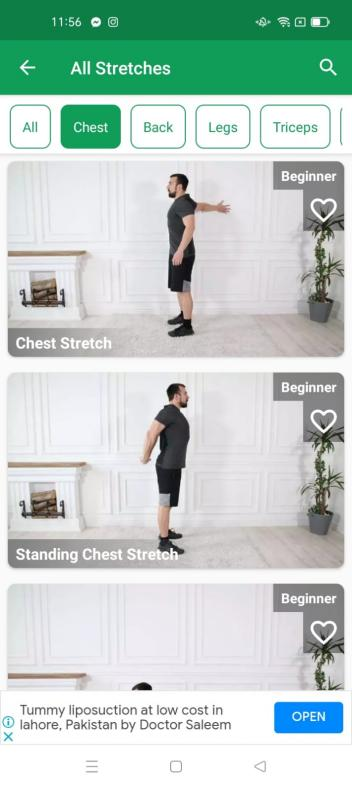 11:56
All Stretches
All
Chest
Back
Legs
Triceps
Beginner
Chest Stretch
Beginner
Standing Chest Stretch
Beginner
Tummy liposuction at low cost in
lahore, Pakistan by Doctor Saleem
OPEN